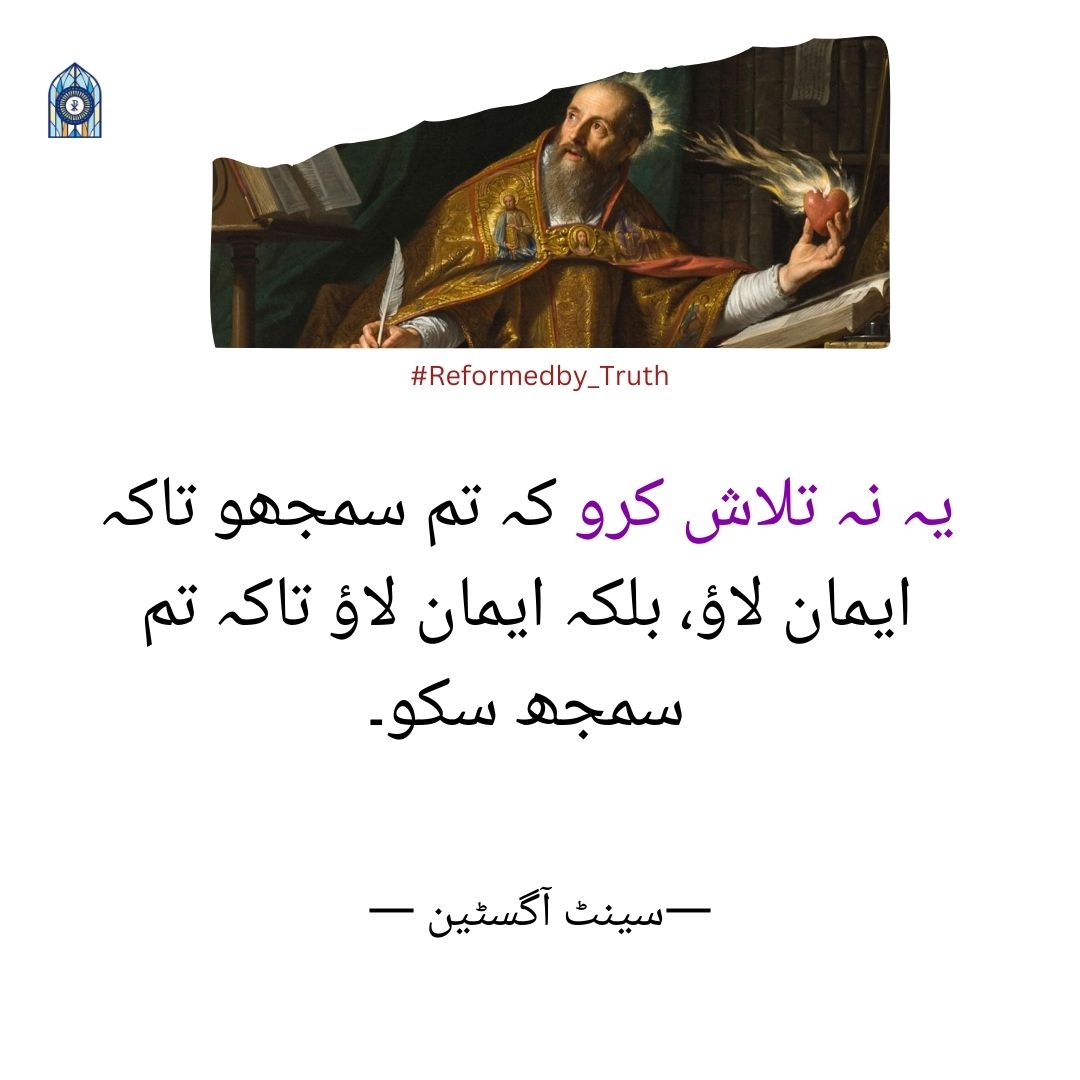 #Reformedby_Truth
یہ نہ تلاش کرو کہ تم سمجھو تاکہ
ایمان لاؤ، بلکہ ایمان لاؤ تاکہ تم
سمجھ سکو۔
—سینٹ آگسٹین —